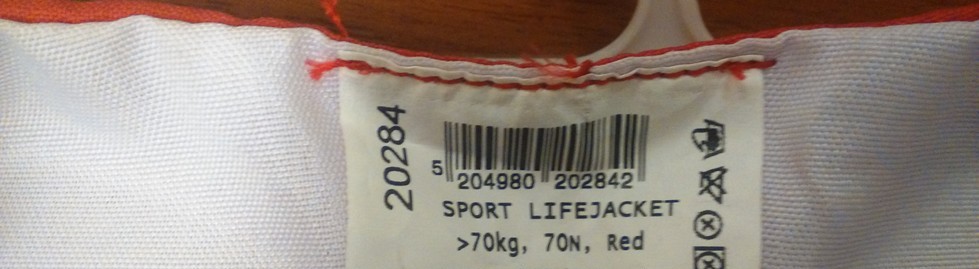 20284
5 204980 202842
SPORT LIFEJACKET
>70kg, 70N, Red